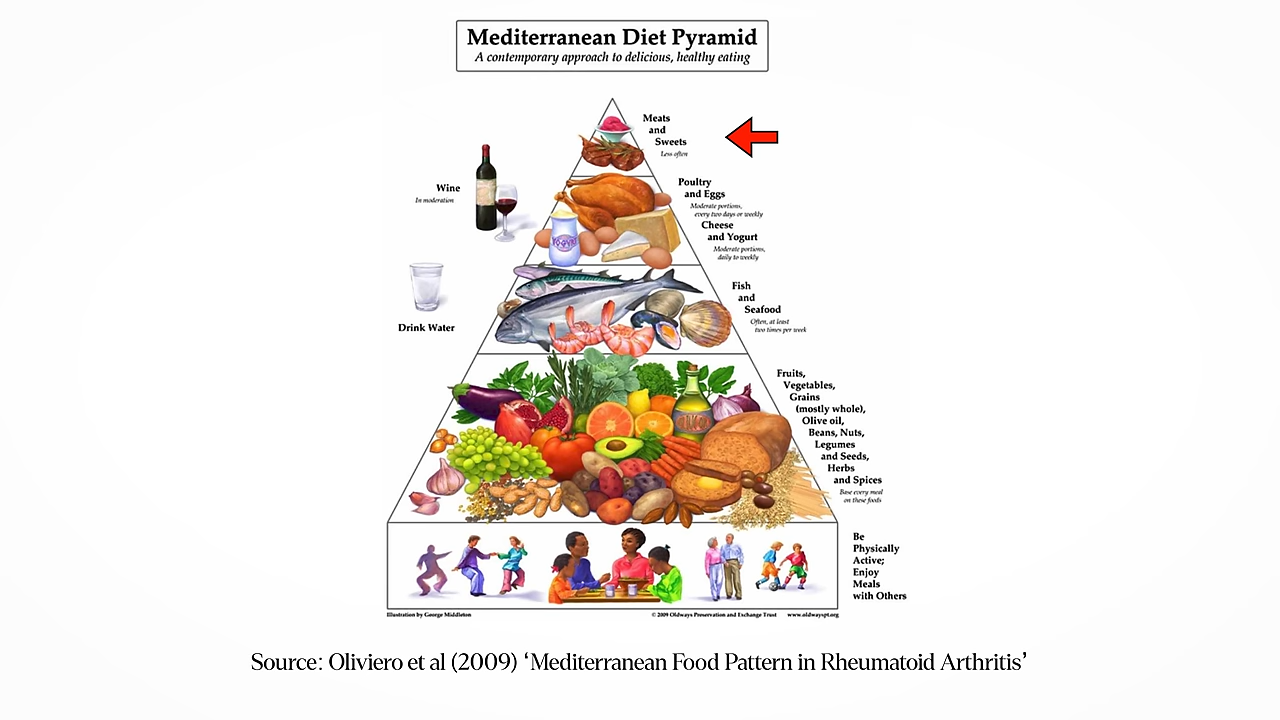 Mediterranean Diet Pyramid
A contemporary approach to delicious, healthy eating
Meats
and
Sweets
Less often
Wine
In moderation
Poultry
and Eggs
Moderate portions,
every two days or weekly
Cheese
and Yogurt
Moderate portions,
daily to weekly
YOGURT
Drink Water
Fish
and
Seafood
Often, at least
two times per week
Fruits,
Vegetables,
Grains
(mostly whole),
Olive oil,
Beans, Nuts,
Legumes
and Seeds,
Herbs
and Spices
Base every meal
on these foods
Be
Physically
Active;
Enjoy
Meals
with Others
Illustration by George Middleton
© 2009 Oldways Preservation and Exchange Trust
www.oldwayspt.org
Source: Oliviero et al (2009) ‘Mediterranean Food Pattern in Rheumatoid Arthritis’